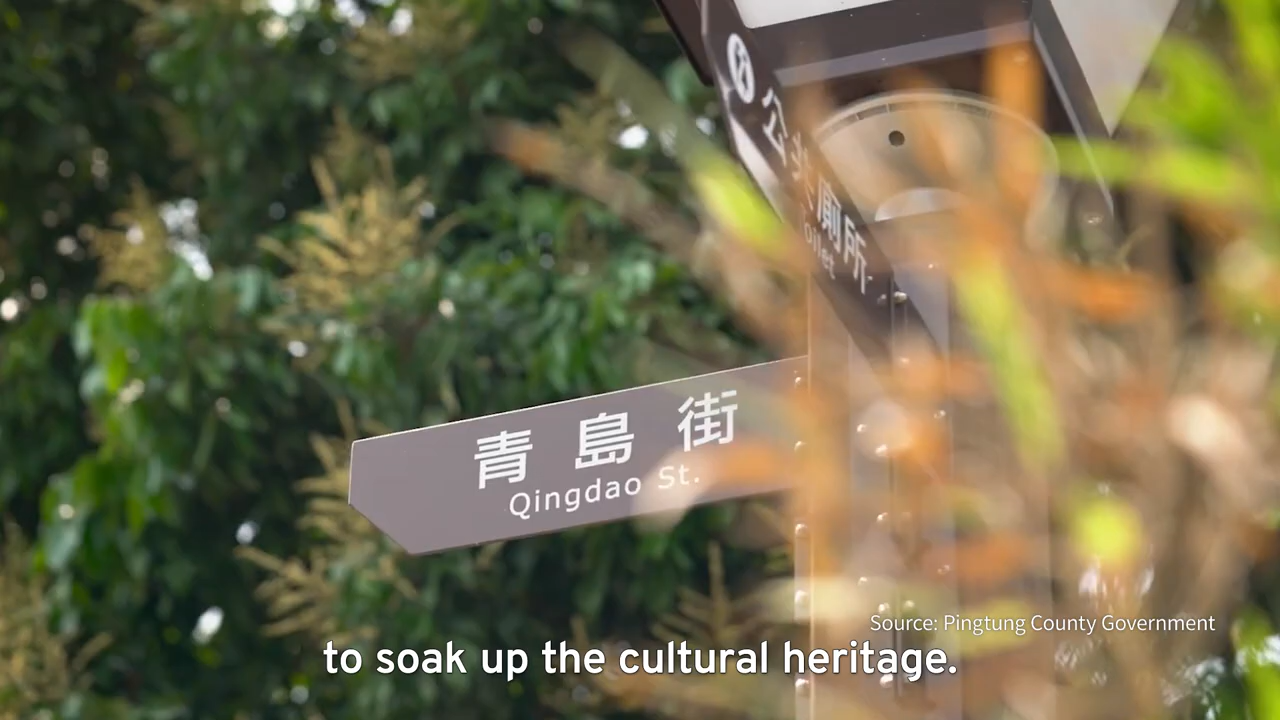 公共廁所
青島街
Qingdao St.
Source: Pingtung County Government
to soak up the cultural heritage.